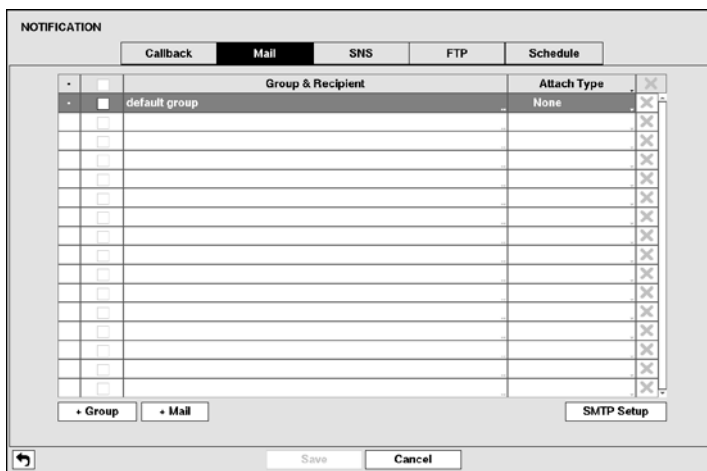 NOTIFICATION
Callback Mail SNS FTP Schedule
Group & Recipient Attach Type
default group None
+ Group + Mail SMTP Setup
Save Cancel